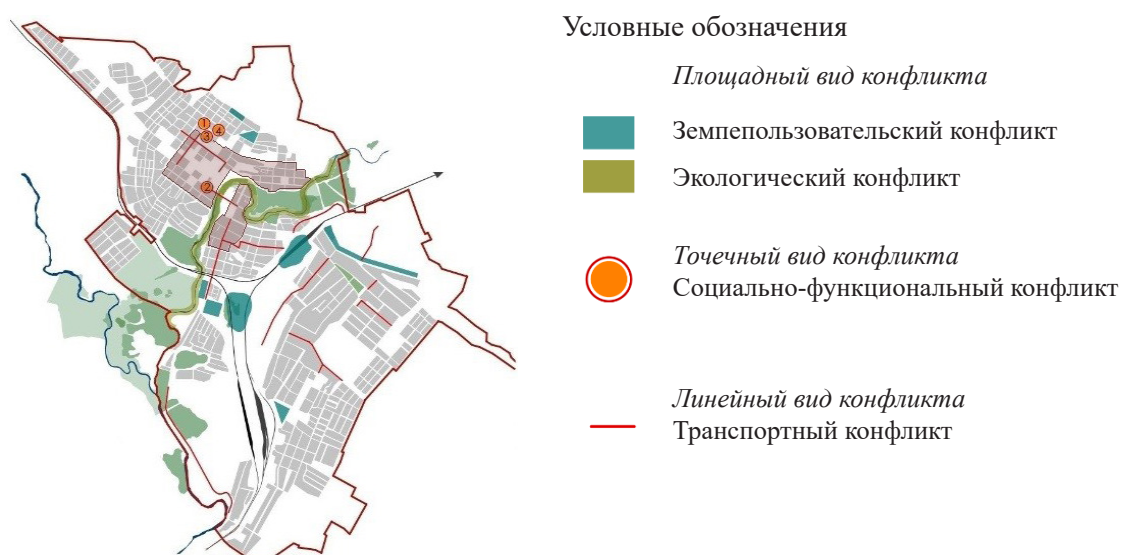 Условные обозначения
Площадный вид конфликта
Землепользовательский конфликт
Экологический конфликт
Точечный вид конфликта
Социально-функциональный конфликт
Линейный вид конфликта
Транспортный конфликт
1
4
3
2